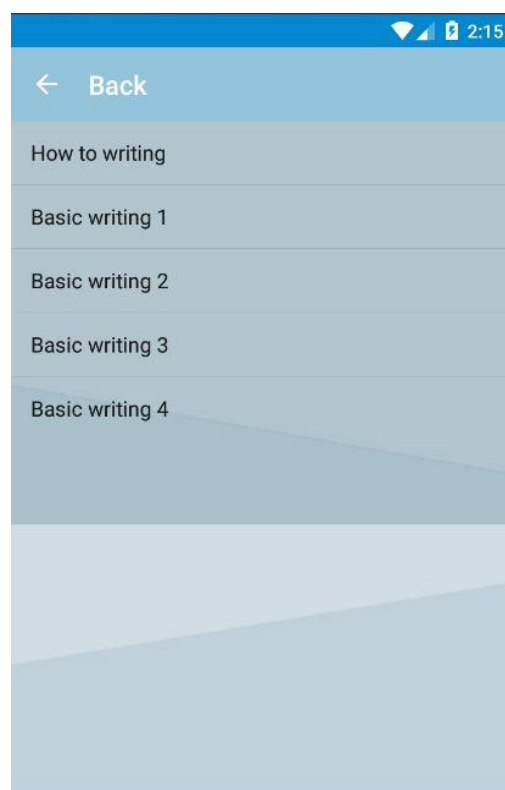 2:15
Back
How to writing
Basic writing 1
Basic writing 2
Basic writing 3
Basic writing 4